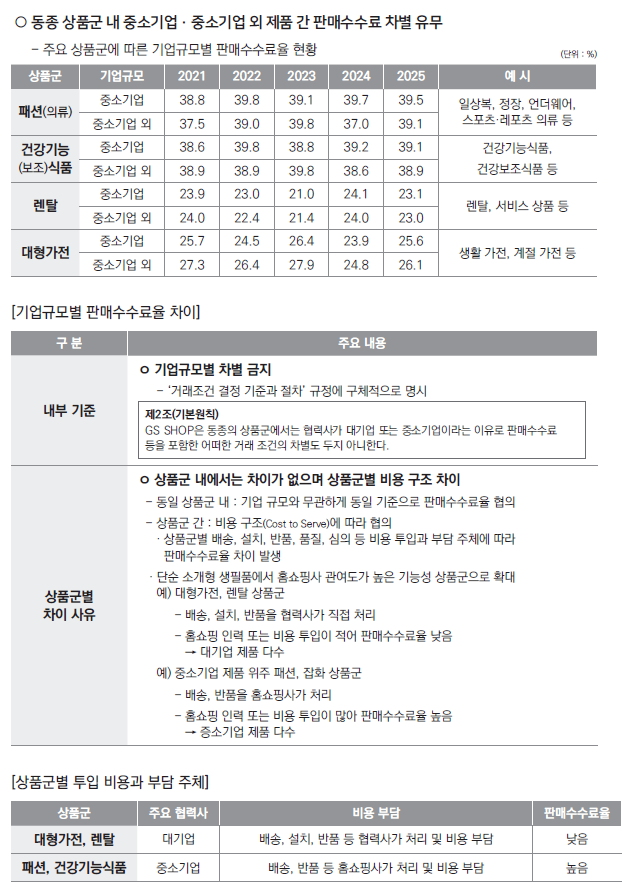 ○ 동종 상품군 내 중소기업 · 중소기업 외 제품 간 판매수수료 차별 유무
– 주요 상품군에 따른 기업규모별 판매수수료율 현황
(단위 : %)
상품군 기업규모 2021 2022 2023 2024 2025 예 시
패션(의류) 중소기업 38.8 39.8 39.1 39.7 39.5 일상복, 정장, 언더웨어,
중소기업 외 37.5 39.0 39.8 37.0 39.1 스포츠·레포츠 의류 등
건강기능 중소기업 38.6 39.8 38.8 39.2 39.1 건강기능식품,
(보조)식품 중소기업 외 38.9 38.9 39.8 38.6 38.9 건강보조식품 등
렌탈 중소기업 23.9 23.0 21.0 24.1 23.1 렌탈, 서비스 상품 등
중소기업 외 24.0 22.4 21.4 24.0 23.0
대형가전 중소기업 25.7 24.5 26.4 23.9 25.6 생활 가전, 계절 가전 등
중소기업 외 27.3 26.4 27.9 24.8 26.1
[기업규모별 판매수수료율 차이]
구 분 주요 내용
내부 기준
ㅇ 기업규모별 차별 금지
– ‘거래조건 결정 기준과 절차’ 규정에 구체적으로 명시
제2조(기본원칙)
GS SHOP은 동종의 상품군에서는 협력사가 대기업 또는 중소기업이라는 이유로 판매수수료
등을 포함한 어떠한 거래 조건의 차별도 두지 아니한다.
상품군별
차이 사유
ㅇ 상품군 내에서는 차이가 없으며 상품군별 비용 구조 차이
– 동일 상품군 내 : 기업 규모와 무관하게 동일 기준으로 판매수수료율 협의
– 상품군 간 : 비용 구조(Cost to Serve)에 따라 협의
· 상품군별 배송, 설치, 반품, 품질, 심의 등 비용 투입과 부담 주체에 따라
판매수수료율 차이 발생
· 단순 소개형 생필품에서 홈쇼핑사 관여도가 높은 기능성 상품군으로 확대
예) 대형가전, 렌탈 상품군
– 배송, 설치, 반품을 협력사가 직접 처리
– 홈쇼핑 인력 또는 비용 투입이 적어 판매수수료율 낮음
→ 대기업 제품 다수
예) 중소기업 제품 위주 패션, 잡화 상품군
– 배송, 반품을 홈쇼핑사가 처리
– 홈쇼핑 인력 또는 비용 투입이 많아 판매수수료율 높음
→ 중소기업 제품 다수
[상품군별 투입 비용과 부담 주체]
상품군 주요 협력사 비용 부담 판매수수료율
대형가전, 렌탈 대기업 배송, 설치, 반품 등 협력사가 처리 및 비용 부담 낮음
패션, 건강기능식품 중소기업 배송, 반품 등 홈쇼핑사가 처리 및 비용 부담 높음